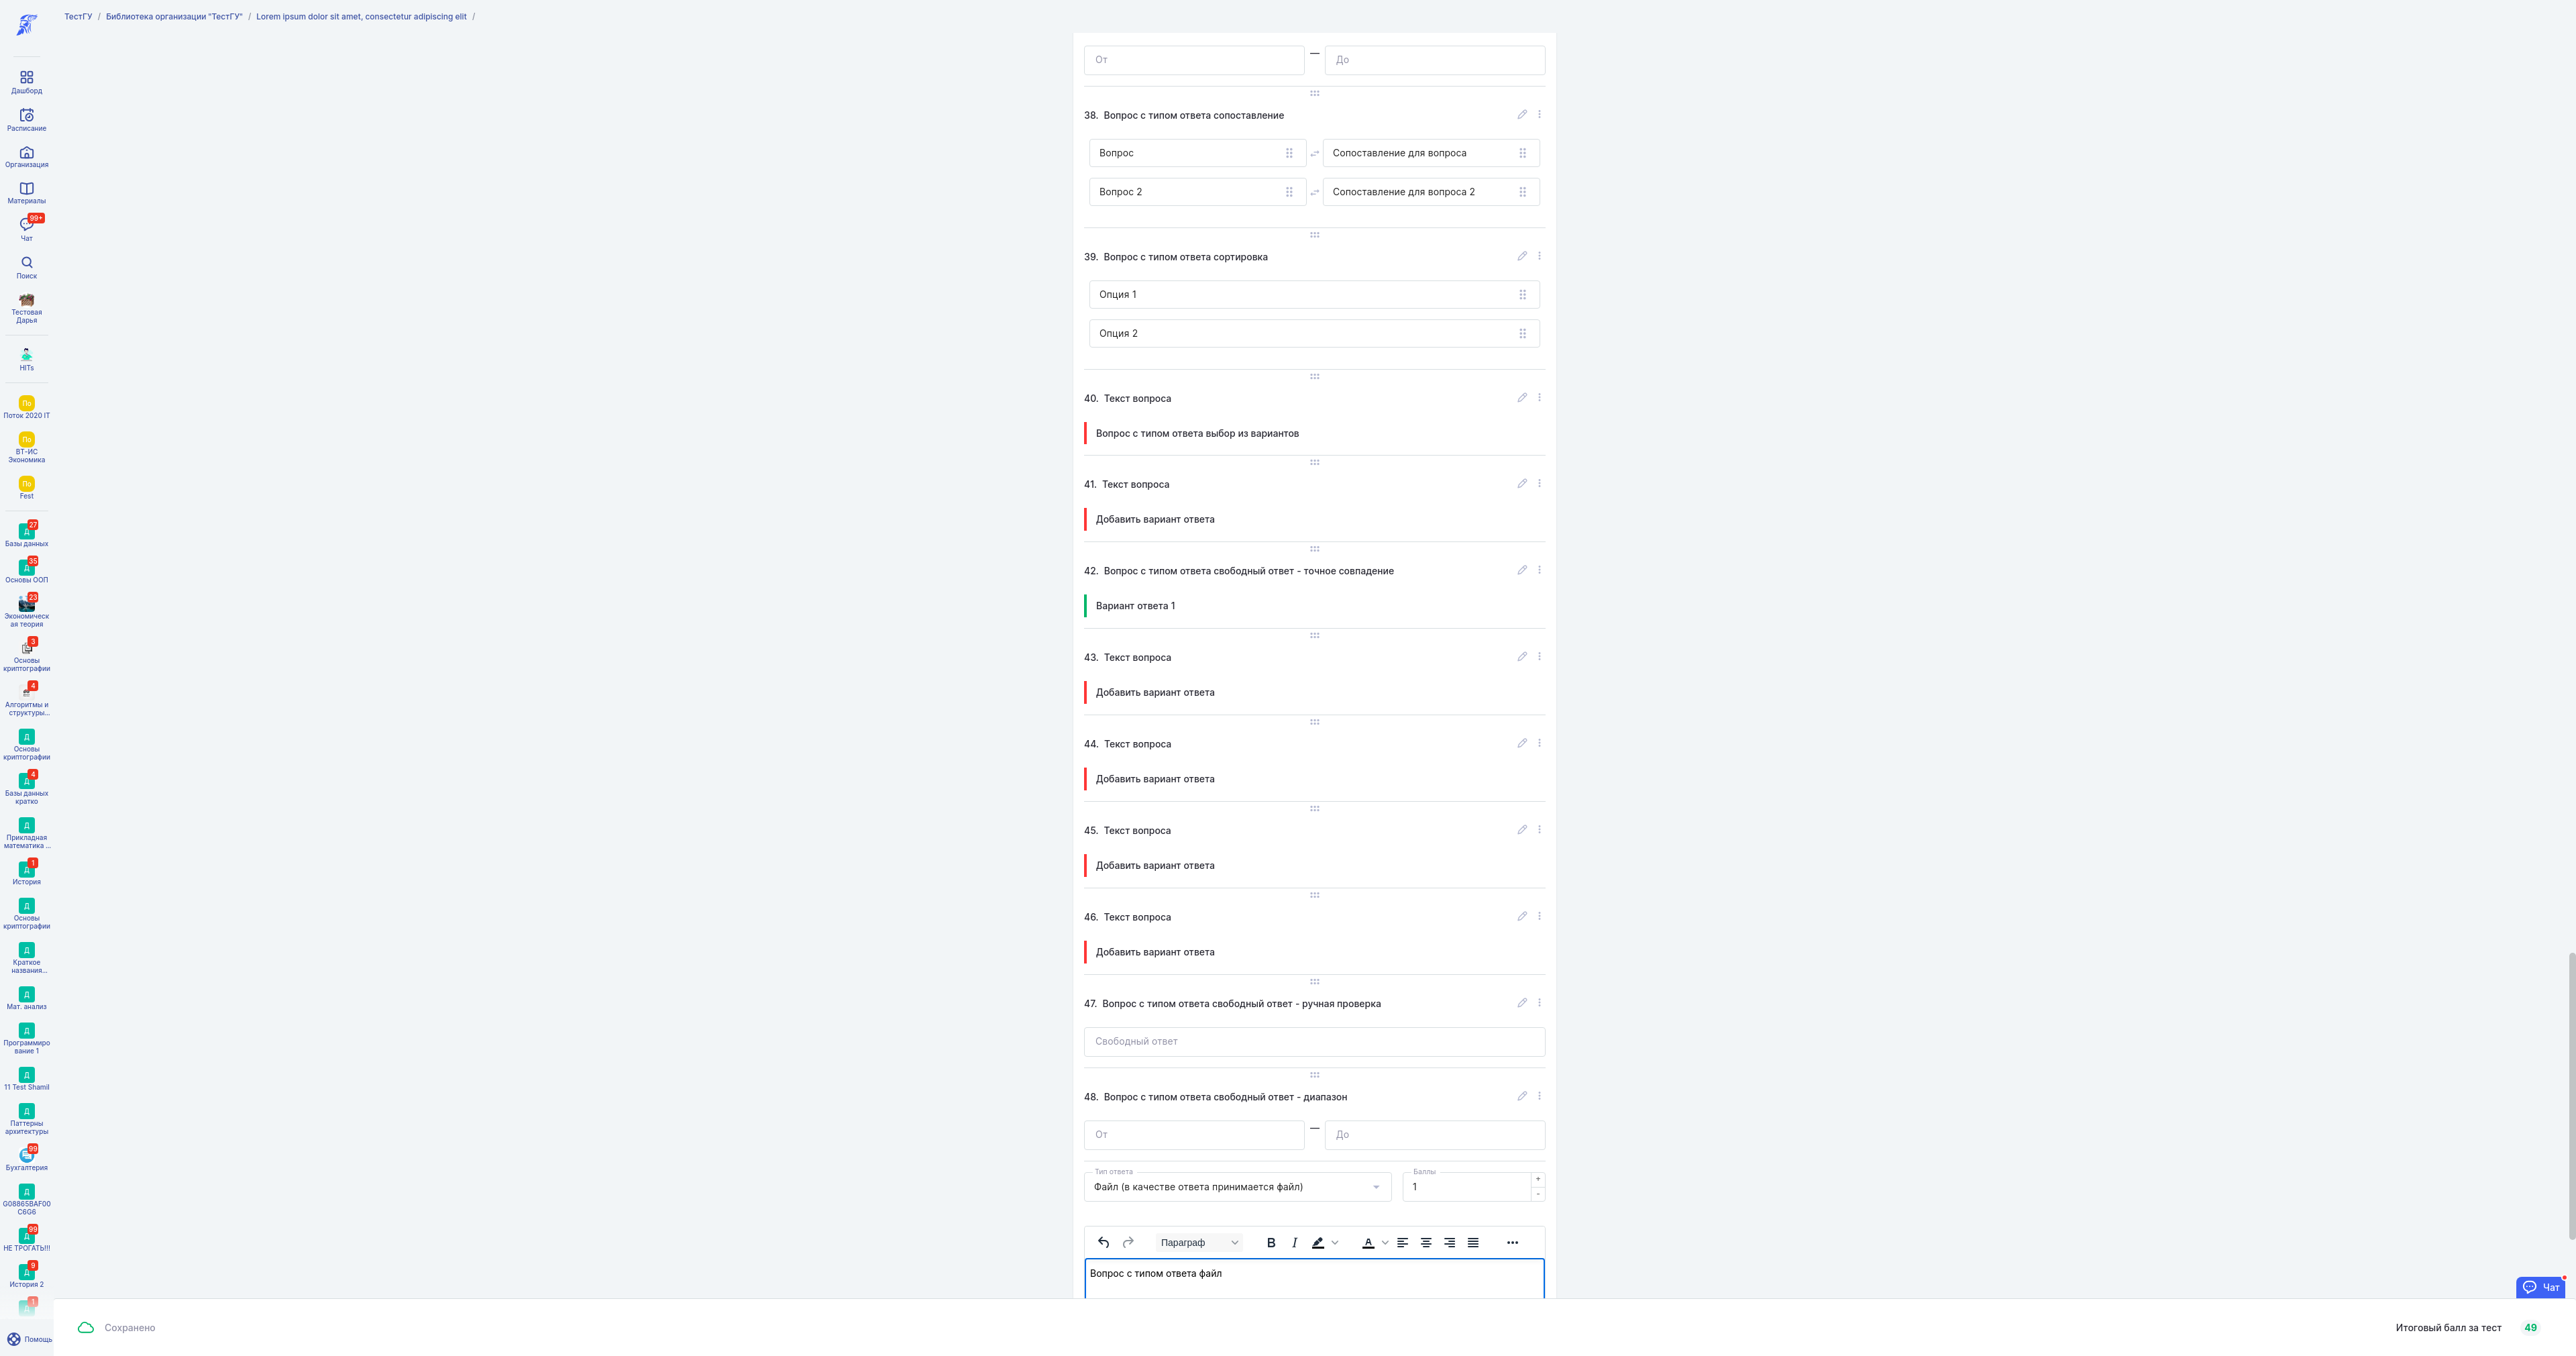 ТестГУ / Библиотека организации "ТестГУ" / Lorem ipsum dolor sit amet, consectetur adipiscing elit /
Дашборд
Расписание
Организация
Материалы
99+
Чат
Поиск
Тестовая
Дарья
HITs
По
Поток 2020 IT
По
ВТ-ИС
Экономика
По
Fest
27
Д
Базы данных
35
Д
Основы ООП
23
Экономическ
ая теория
3
Основы
криптографии
4
Алгоритмы и
структуры...
Д
Основы
криптографии
4
Д
Базы данных
кратко
Д
Прикладная
математика ...
1
Д
История
Д
Основы
криптографии
Д
Краткое
названия...
Д
Мат. анализ
Д
Программиро
вание 1
Д
11 Test Shamil
Д
Паттерны
архитектуры
99
Бухгалтерия
Д
G08865BAF00
C6G6
99
Д
НЕ ТРОГАТЬ!!!
9
Д
История 2
1
Д
Помощь
От — До
38. Вопрос с типом ответа сопоставление
Вопрос Сопоставление для вопроса
Вопрос 2 Сопоставление для вопроса 2
39. Вопрос с типом ответа сортировка
Опция 1
Опция 2
40. Текст вопроса
Вопрос с типом ответа выбор из вариантов
41. Текст вопроса
Добавить вариант ответа
42. Вопрос с типом ответа свободный ответ - точное совпадение
Вариант ответа 1
43. Текст вопроса
Добавить вариант ответа
44. Текст вопроса
Добавить вариант ответа
45. Текст вопроса
Добавить вариант ответа
46. Текст вопроса
Добавить вариант ответа
47. Вопрос с типом ответа свободный ответ - ручная проверка
Свободный ответ
48. Вопрос с типом ответа свободный ответ - диапазон
От — До
Тип ответа Баллы
Файл (в качестве ответа принимается файл) 1 + -
Параграф B I A
Вопрос с типом ответа файл
Чат
Сохранено
Итоговый балл за тест 49